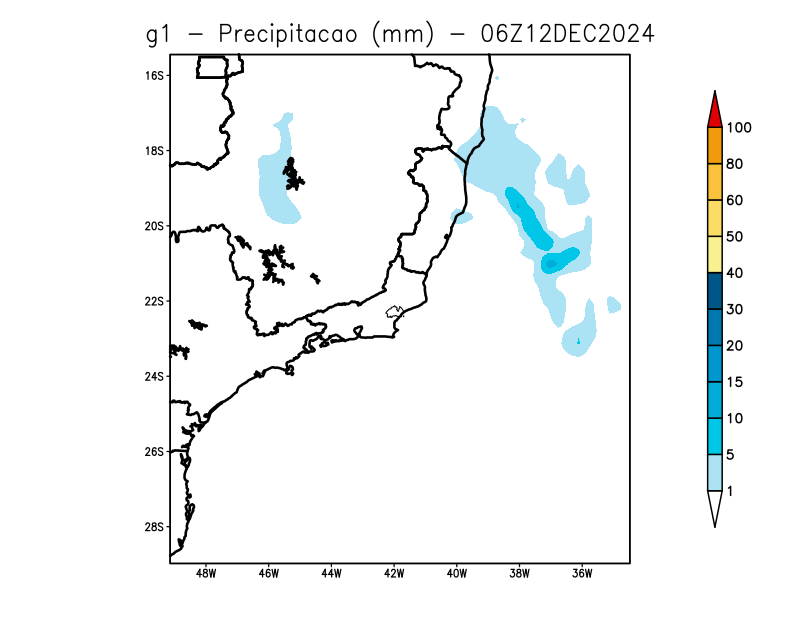 g1 – Precipitacao (mm) – 06Z12DEC2024
16S
18S
20S
22S
24S
26S
28S
48W 46W 44W 42W 40W 38W 36W
100
80
60
50
40
30
20
15
10
5
1